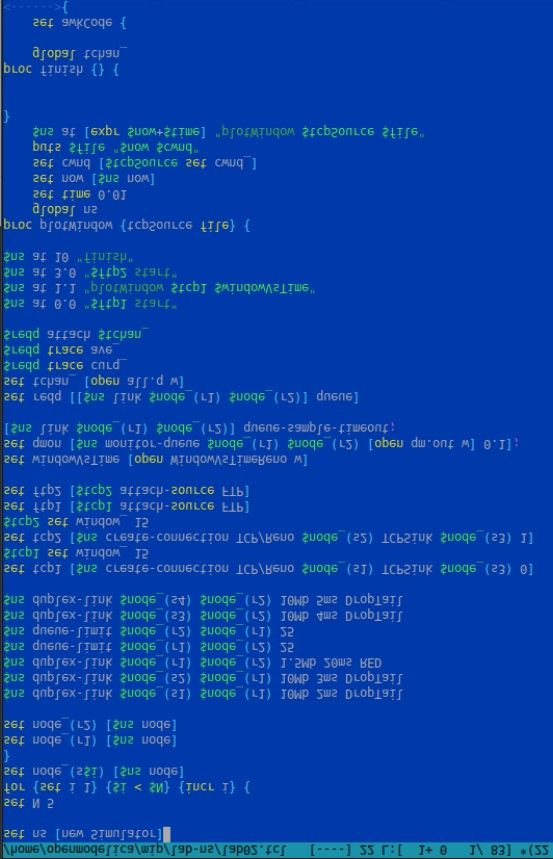 /home/openmodelica/mip/lab-ns/lab02.tcl [----] 22 L:[ 1+ 0 1/ 83] *(22
set ns [new Simulator]
set N 5
for {set i 1} {$i < $N} {incr i} {
set node_(s$i) [$ns node]
}
set node_(r1) [$ns node]
set node_(r2) [$ns node]
$ns duplex-link $node_(s1) $node_(r1) 10Mb 2ms DropTail
$ns duplex-link $node_(s2) $node_(r1) 10Mb 3ms DropTail
$ns duplex-link $node_(r1) $node_(r2) 1.5Mb 20ms RED
$ns queue-limit $node_(r1) $node_(r2) 25
$ns queue-limit $node_(r2) $node_(r1) 25
$ns duplex-link $node_(s3) $node_(r2) 10Mb 4ms DropTail
$ns duplex-link $node_(s4) $node_(r2) 10Mb 5ms DropTail
set tcp1 [$ns create-connection TCP/Reno $node_(s1) TCPSink $node_(s3) 0]
$tcp1 set window_ 15
set tcp2 [$ns create-connection TCP/Reno $node_(s2) TCPSink $node_(s3) 1]
$tcp2 set window_ 15
set ftp1 [$tcp1 attach-source FTP]
set ftp2 [$tcp2 attach-source FTP]
set windowVsTime [open WindowVsTimeReno w]
set qmon [$ns monitor-queue $node_(r1) $node_(r2) [open qm.out w] 0.1];
[$ns link $node_(r1) $node_(r2)] queue-sample-timeout;
set redq [[$ns link $node_(r1) $node_(r2)] queue]
set tchan_ [open all.q w]
$redq trace curq_
$redq trace ave_
$redq attach $tchan_
$ns at 0.0 "$ftp1 start"
$ns at 1.1 "plotWindow $tcp1 $windowVsTime"
$ns at 3.0 "$ftp2 start"
$ns at 10 "finish"
proc plotWindow {tcpSource file} {
global ns
set time 0.01
set now [$ns now]
set cwnd [$tcpSource set cwnd_]
puts $file "$now $cwnd"
$ns at [expr $now+$time] "plotWindow $tcpSource $file"
}
proc finish {} {
global tchan_
set awkCode {
<------>{